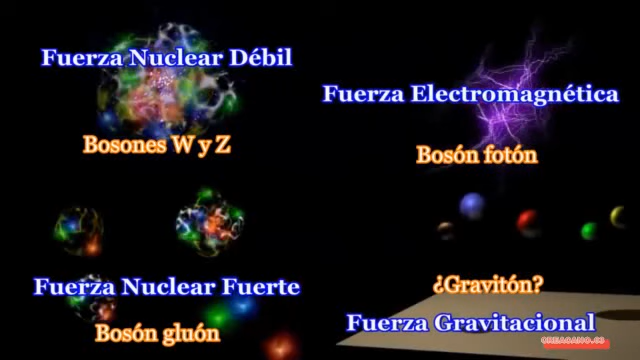 Fuerza Nuclear Débil
Bosones W y Z
Fuerza Electromagnética
Bosón fotón
Fuerza Nuclear Fuerte
Bosón gluón
¿Gravitón?
Fuerza Gravitacional